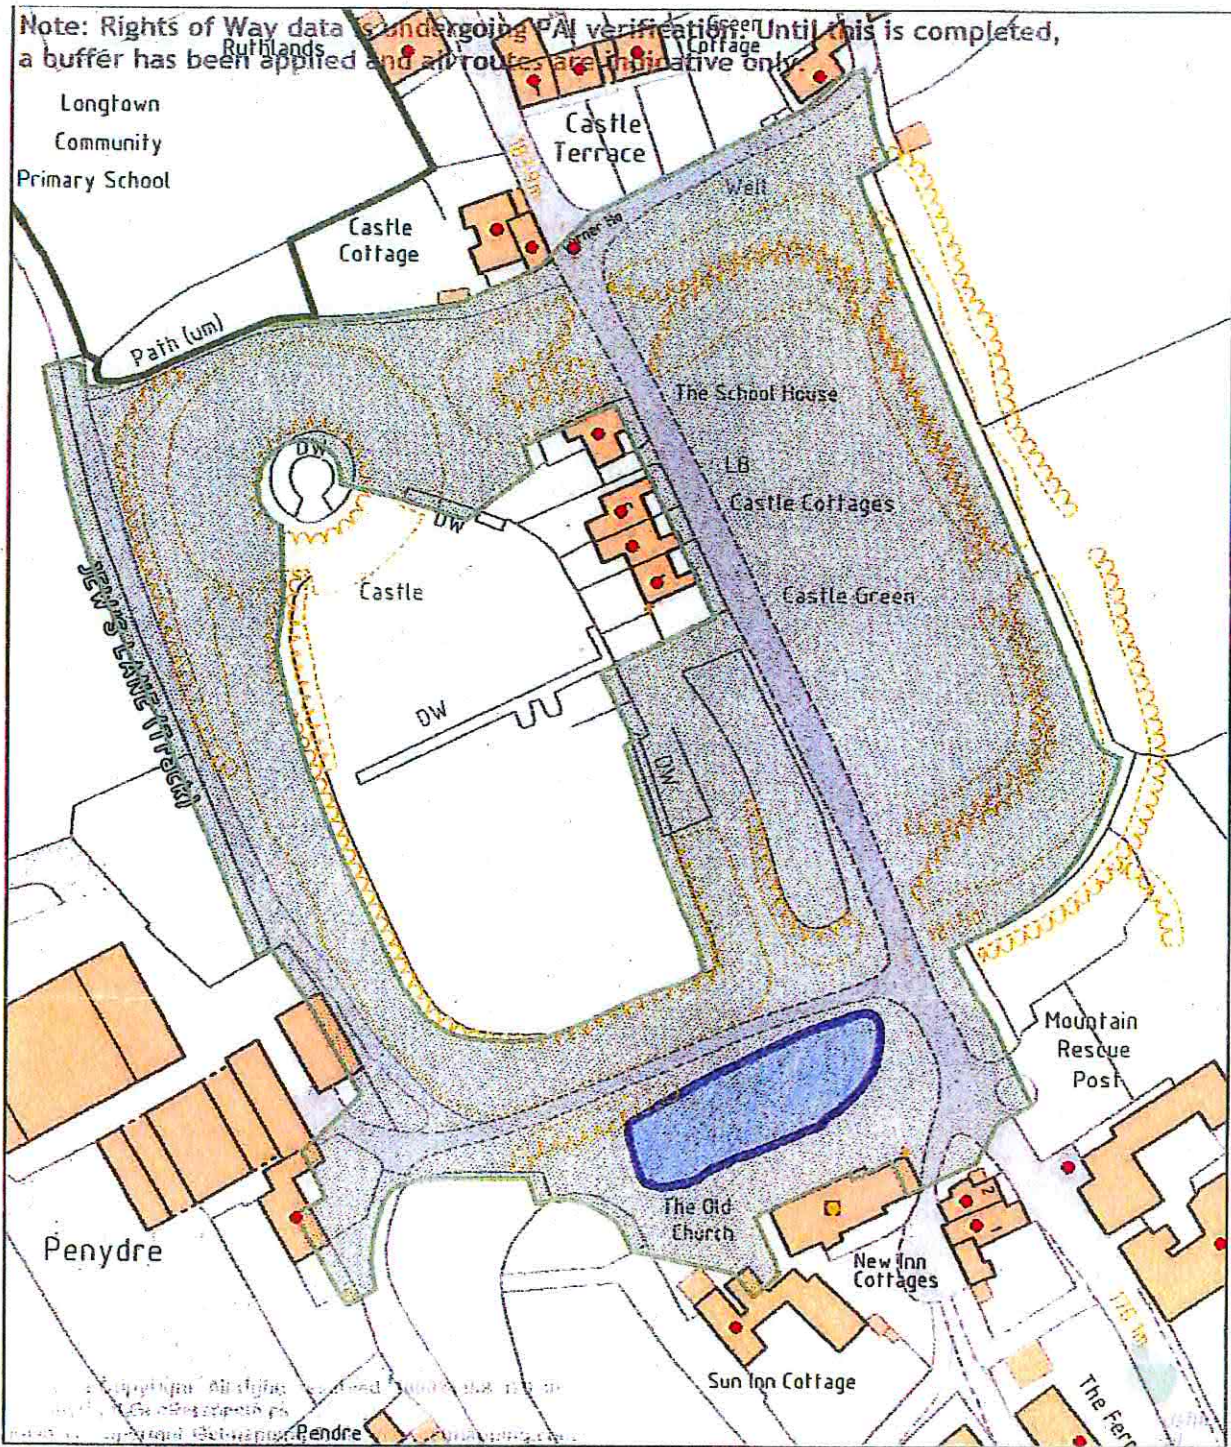 Note: Rights of Way data is undergoing PAI verification. Until this is completed,
a buffer has been applied and all routes are indicative only.
Ruthlands
Green
Cottage
Longtown
Community
Primary School
Castle
Terrace
Well
Castle
Cottage
Path (um)
The School House
LB
Castle Cottages
DW
DW
Castle
Castle Green
JEW'S LANE (Track)
DW
DW
Mountain
Rescue
Post
The Old
Church
2
1
New Inn
Cottages
Penydre
Sun Inn Cottage
Pendre